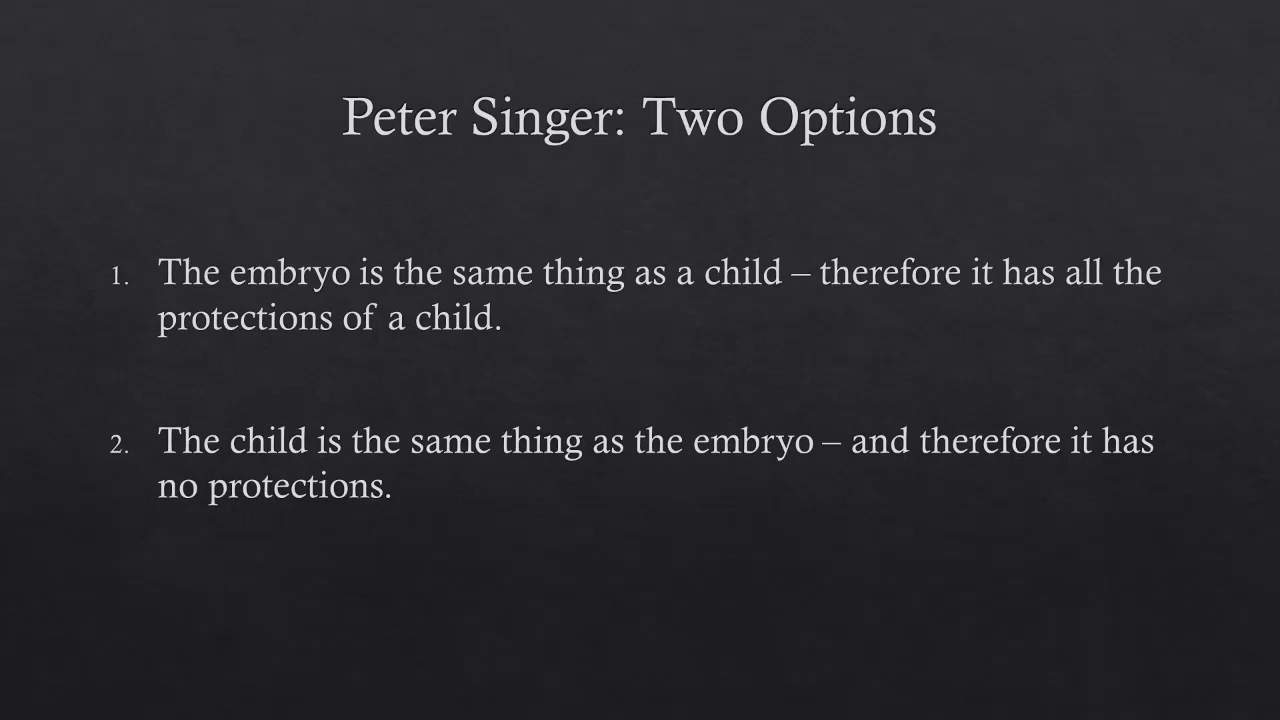 Peter Singer: Two Options
1. The embryo is the same thing as a child – therefore it has all the
protections of a child.
2. The child is the same thing as the embryo – and therefore it has
no protections.